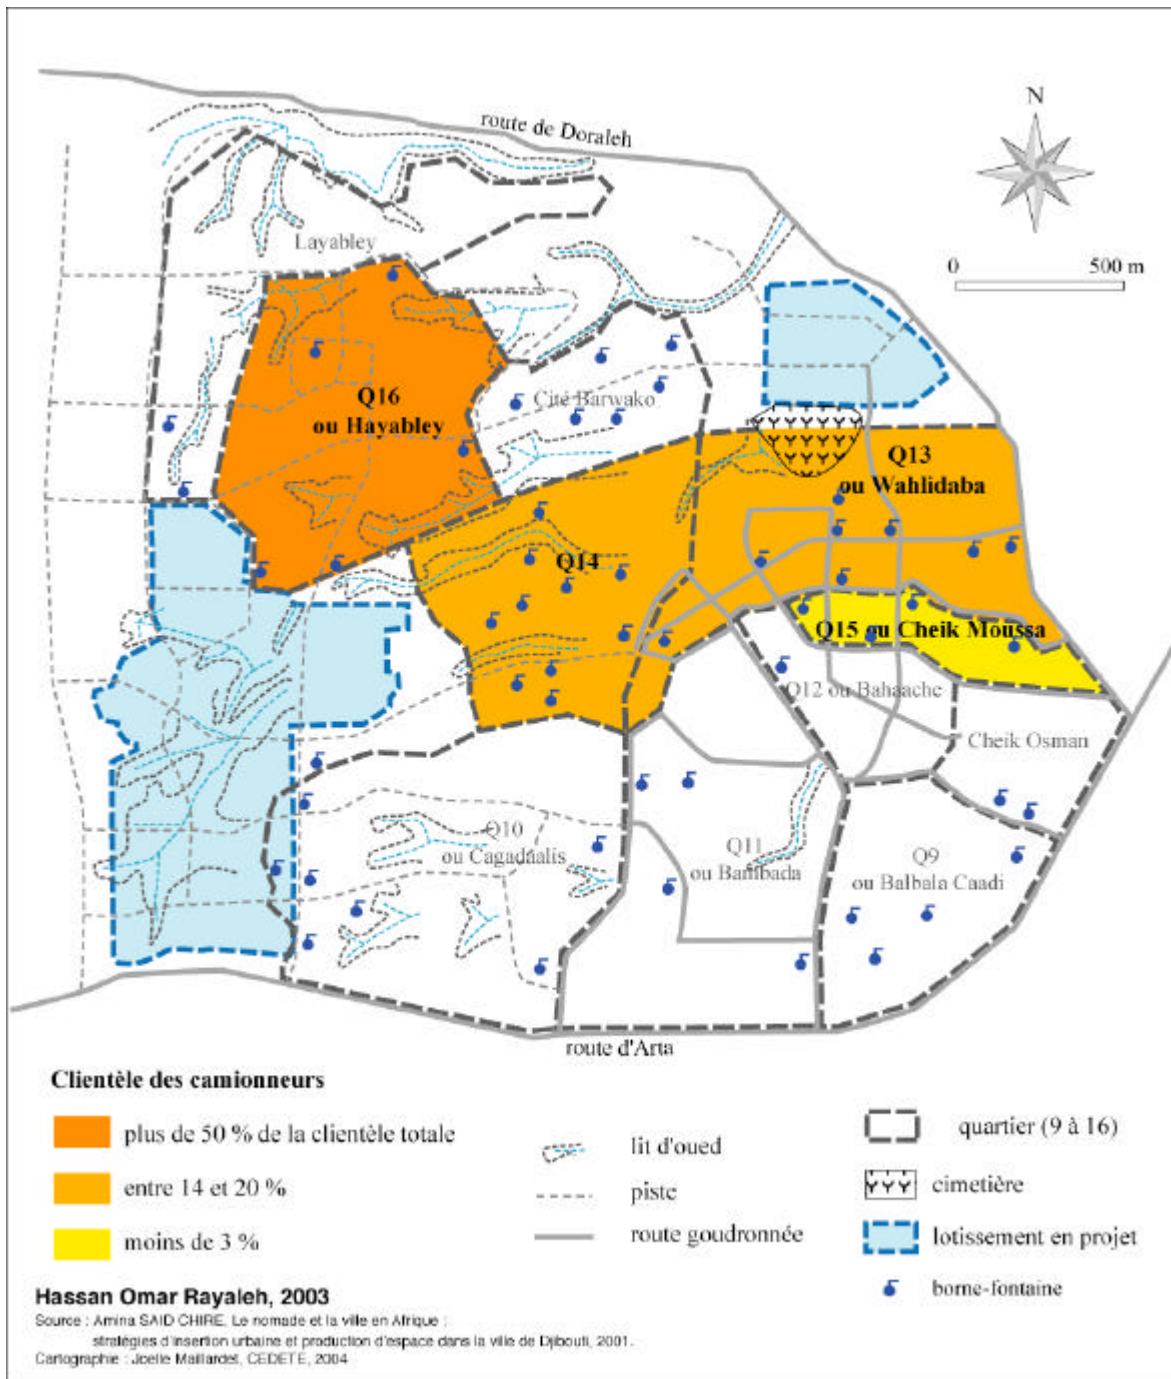 route de Doraleh
N
Layabley
0 500 m
Q16
ou Hayabley
Cité Barwako
Q13
ou Wahlidaba
Q14
Q15 ou Cheik Moussa
Q12 ou Bahaache
Cheik Osman
Q10
ou Cagadaalis
Q11
ou Bambada
Q9
ou Balbala Caadi
route d'Arta
Clientèle des camionneurs
plus de 50 % de la clientèle totale
entre 14 et 20 %
moins de 3 %
lit d'oued
piste
route goudronnée
quartier (9 à 16)
cimetière
lotissement en projet
borne-fontaine
Hassan Omar Rayaleh, 2003
Source : Amina SAID CHIRE, Le nomade et la ville en Afrique :
stratégies d'insertion urbaine et production d'espace dans la ville de Djibouti, 2001.
Cartographie : Joelle Maillardet, CEDETE, 2004